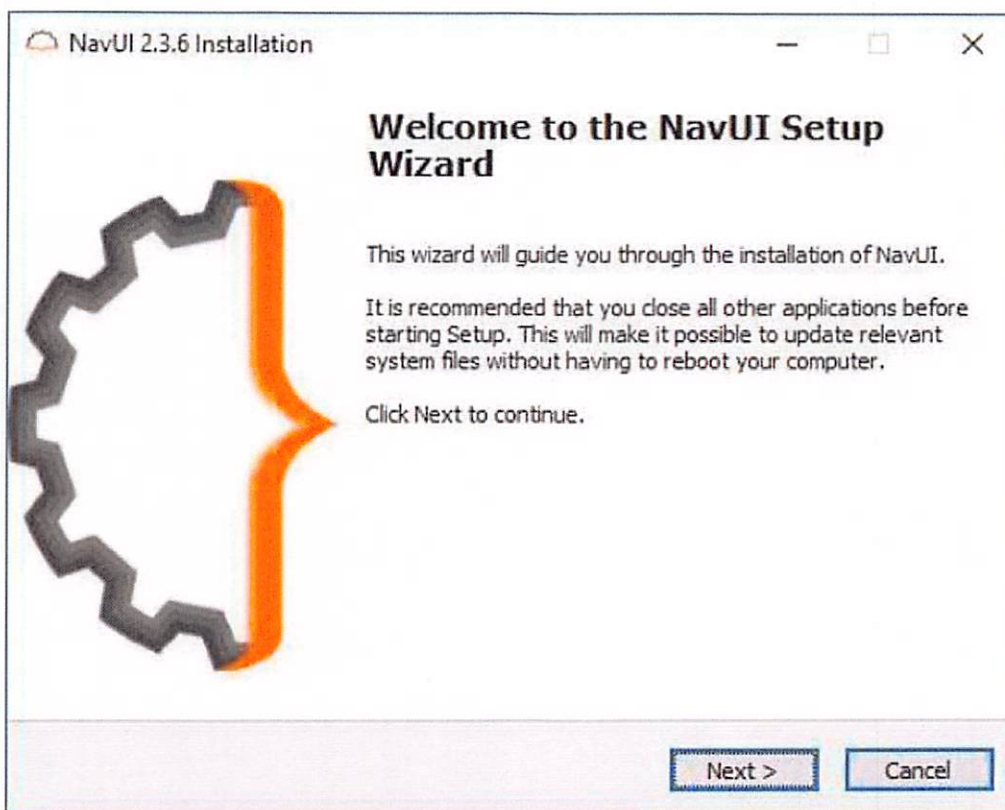 NavUI 2.3.6 Installation
Welcome to the NavUI Setup
Wizard
This wizard will guide you through the installation of NavUI.
It is recommended that you close all other applications before
starting Setup. This will make it possible to update relevant
system files without having to reboot your computer.
Click Next to continue.
Next >
Cancel